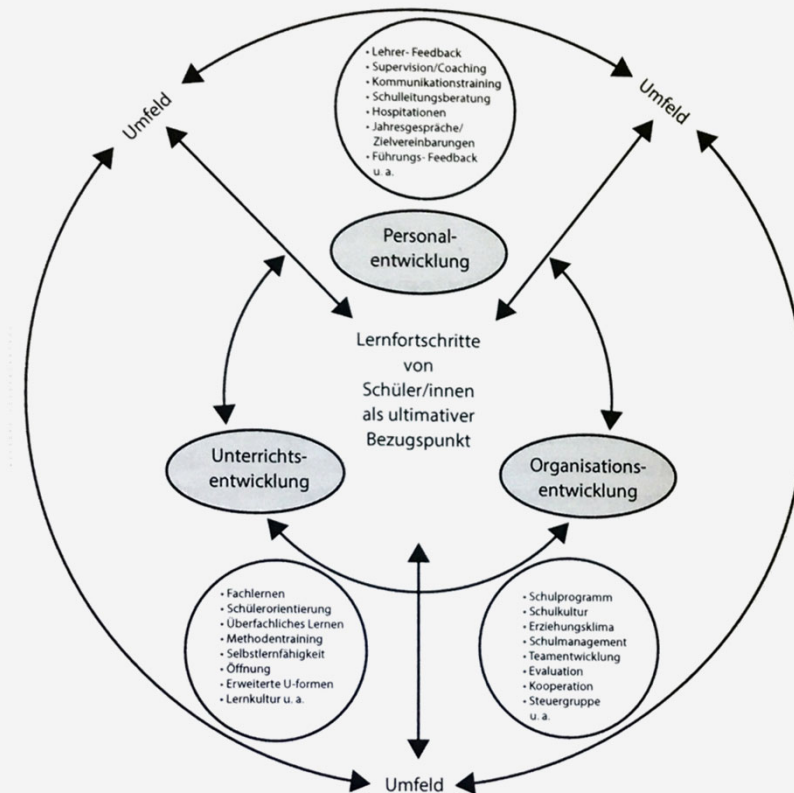 Umfeld
Umfeld
• Lehrer- Feedback
• Supervision/Coaching
• Kommunikationstraining
• Schulleitungsberatung
• Hospitationen
• Jahresgespräche/
Zielvereinbarungen
• Führungs- Feedback
u. a.
Personal-
entwicklung
Lernfortschritte
von
Schüler/innen
als ultimativer
Bezugspunkt
Unterrichts-
entwicklung
Organisations-
entwicklung
• Fachlernen
• Schülerorientierung
• Überfachliches Lernen
• Methodentraining
• Selbstlernfähigkeit
• Öffnung
• Erweiterte U-formen
• Lernkultur u. a.
• Schulprogramm
• Schulkultur
• Erziehungsklima
• Schulmanagement
• Teamentwicklung
• Evaluation
• Kooperation
• Steuergruppe
u. a.
Umfeld